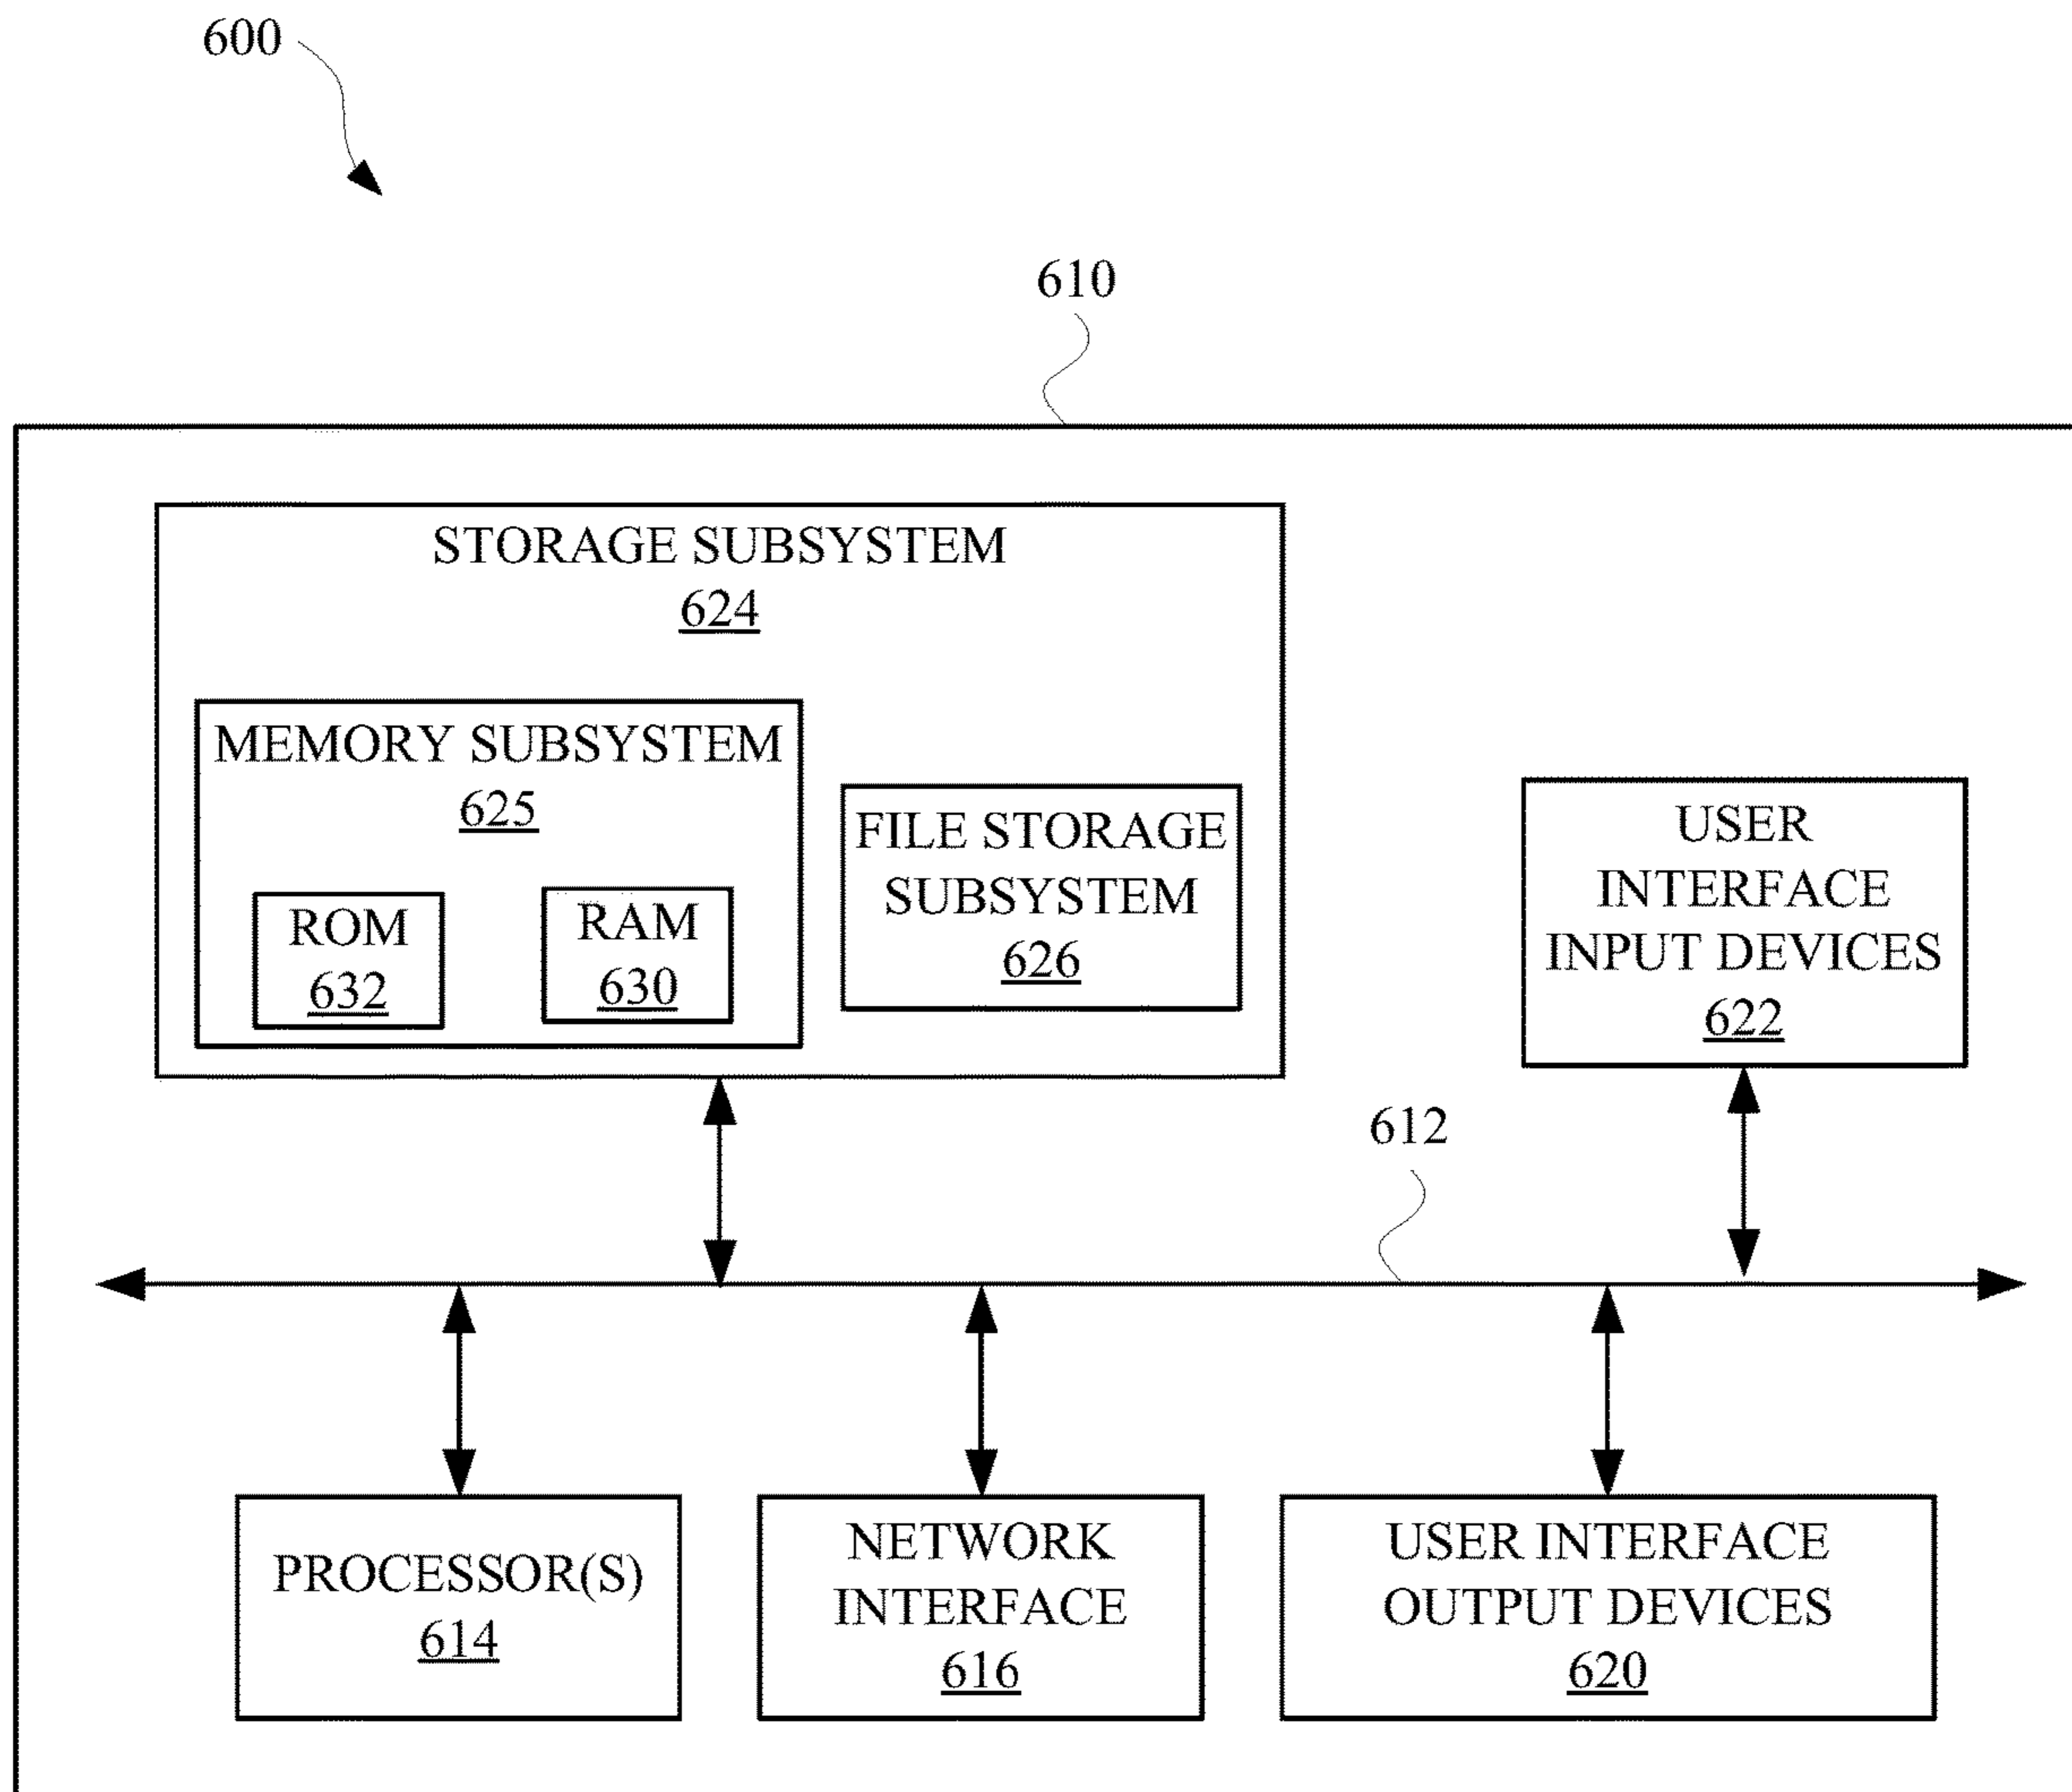 600
610
STORAGE SUBSYSTEM
624
MEMORY SUBSYSTEM
625
ROM
632
RAM
630
FILE STORAGE
SUBSYSTEM
626
USER
INTERFACE
INPUT DEVICES
622
612
PROCESSOR(S)
614
NETWORK
INTERFACE
616
USER INTERFACE
OUTPUT DEVICES
620